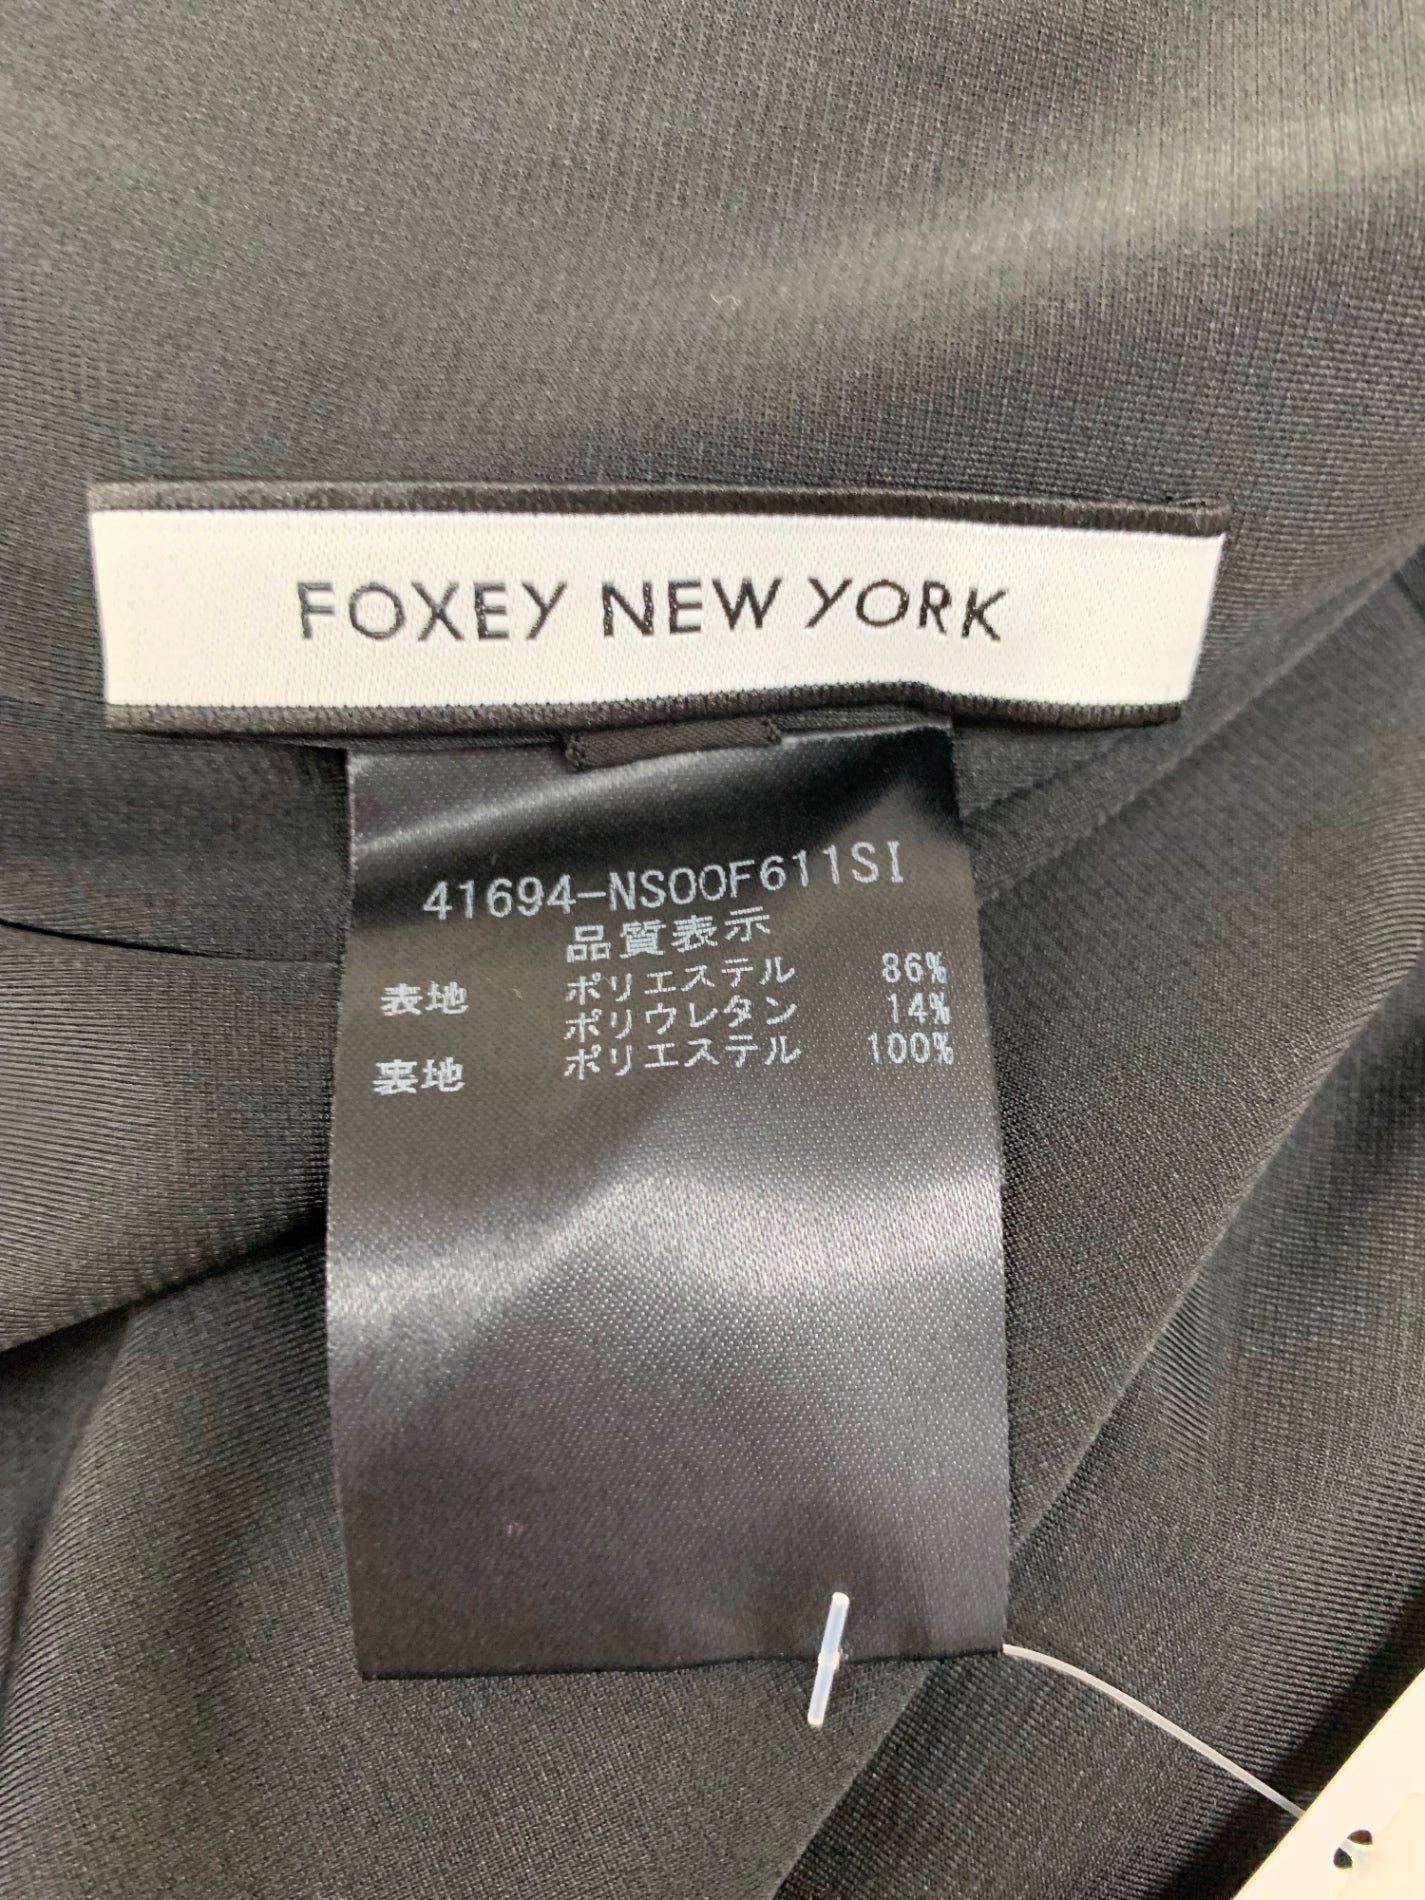 FOXEY NEW YORK
41694-NS00F611SI
品質表示
表地 ポリエステル 86%
ポリウレタン 14%
裏地 ポリエステル 100%